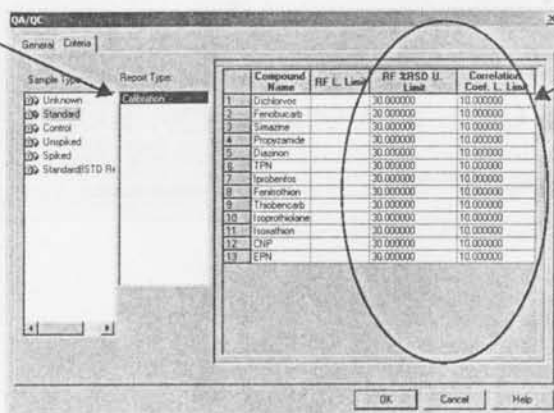 QA/QC
General Criteria
Sample Type:
Unknown
Standard
Control
Unspiked
Spiked
Standard(ISTD Re
Report Type:
Calibration
Compound Name RF L. Limit RF %RSD U. Limit Correlation Coef. L. Limit
1 Dichlorvos 30.000000 10.000000
2 Fenobucarb 30.000000 10.000000
3 Simazine 30.000000 10.000000
4 Propyzamide 30.000000 10.000000
5 Diazinon 30.000000 10.000000
6 TPN 30.000000 10.000000
7 Iprobenfos 30.000000 10.000000
8 Fenitrothion 30.000000 10.000000
9 Thiobencarb 30.000000 10.000000
10 Isoprothiolane 30.000000 10.000000
11 Isoxathion 30.000000 10.000000
12 CNP 30.000000 10.000000
13 EPN 30.000000 10.000000
OK Cancel Help